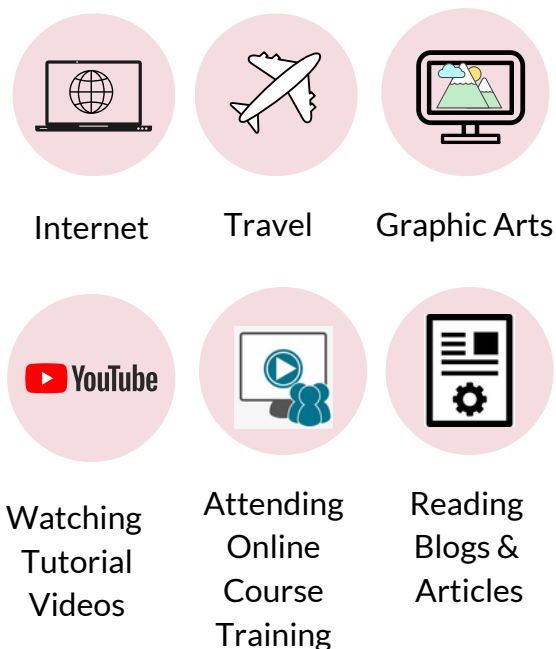 Internet
Travel
Graphic Arts
YouTube
Watching
Tutorial
Videos
Attending
Online
Course
Training
Reading
Blogs &
Articles